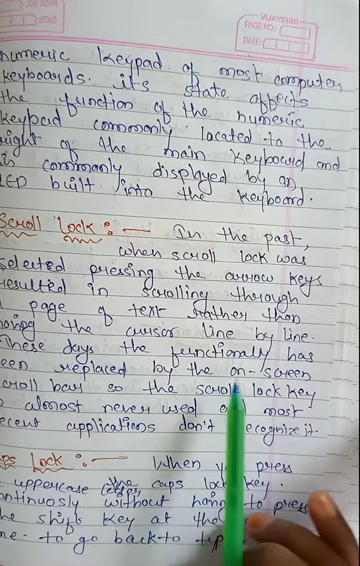 VIJAYSHRI
PAGE NO.:
DATE:
numeric keypad of most computer
keyboards. its state affects
the function of the numeric
keypad commonly located to the
right of the main keyboard and
is commonly displayed by an
LED built into the keyboard.
Scroll Lock :- In the past,
when scroll lock was
selected pressing the arrow keys
resulted in scrolling through
page of text rather than
the cursor line by line.
These days the functionally has
been replaced by the on-screen
scroll bar so the scroll lock key
almost never used most
recent applications don't recognize it.
Caps Lock :- When press
uppercase the caps lock key.
continuosly without to press
the shift key at the
to go back to